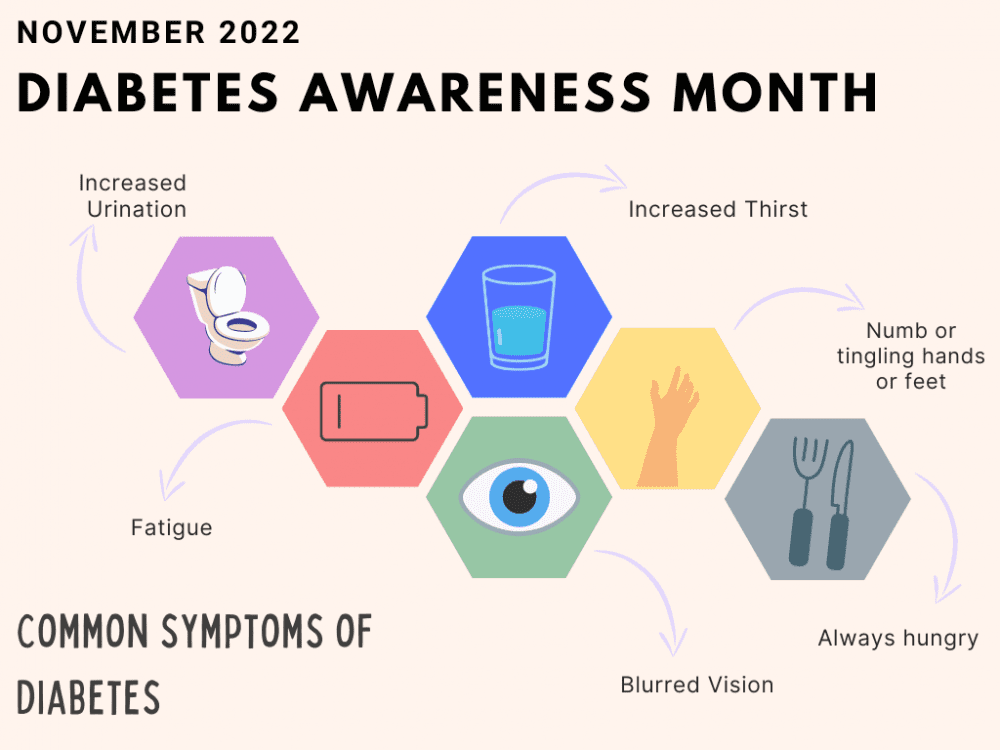 NOVEMBER 2022
DIABETES AWARENESS MONTH
Increased
Urination
Increased Thirst
Numb or
tingling hands
or feet
Fatigue
Always hungry
Blurred Vision
COMMON SYMPTOMS OF
DIABETES